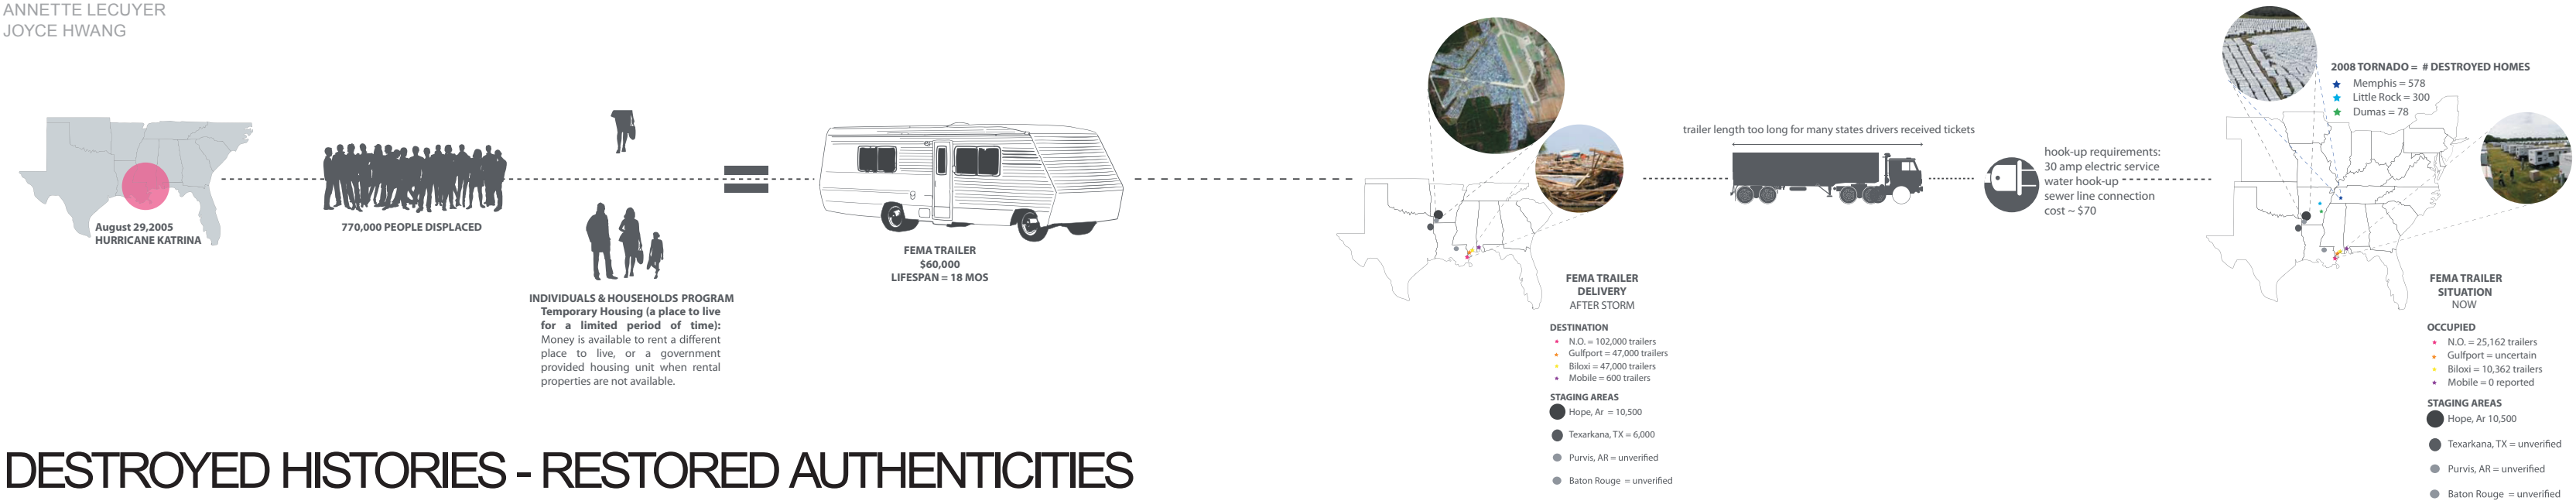 ANNETTE LECUYER
JOYCE HWANG
August 29,2005
HURRICANE KATRINA
770,000 PEOPLE DISPLACED
INDIVIDUALS & HOUSEHOLDS PROGRAM
Temporary Housing (a place to live
for a limited period of time):
Money is available to rent a different
place to live, or a government
provided housing unit when rental
properties are not available.
FEMA TRAILER
$60,000
LIFESPAN = 18 MOS
FEMA TRAILER
DELIVERY
AFTER STORM
DESTINATION
N.O. = 102,000 trailers
Gulfport = 47,000 trailers
Biloxi = 47,000 trailers
Mobile = 600 trailers
STAGING AREAS
Hope, Ar = 10,500
Texarkana, TX = 6,000
Purvis, AR = unverified
Baton Rouge = unverified
trailer length too long for many states drivers received tickets
hook-up requirements:
30 amp electric service
water hook-up
sewer line connection
cost ~ $70
2008 TORNADO = # DESTROYED HOMES
Memphis = 578
Little Rock = 300
Dumas = 78
FEMA TRAILER
SITUATION
NOW
OCCUPIED
N.O. = 25,162 trailers
Gulfport = uncertain
Biloxi = 10,362 trailers
Mobile = 0 reported
STAGING AREAS
Hope, Ar 10,500
Texarkana, TX = unverified
Purvis, AR = unverified
Baton Rouge = unverified
DESTROYED HISTORIES - RESTORED AUTHENTICITIES